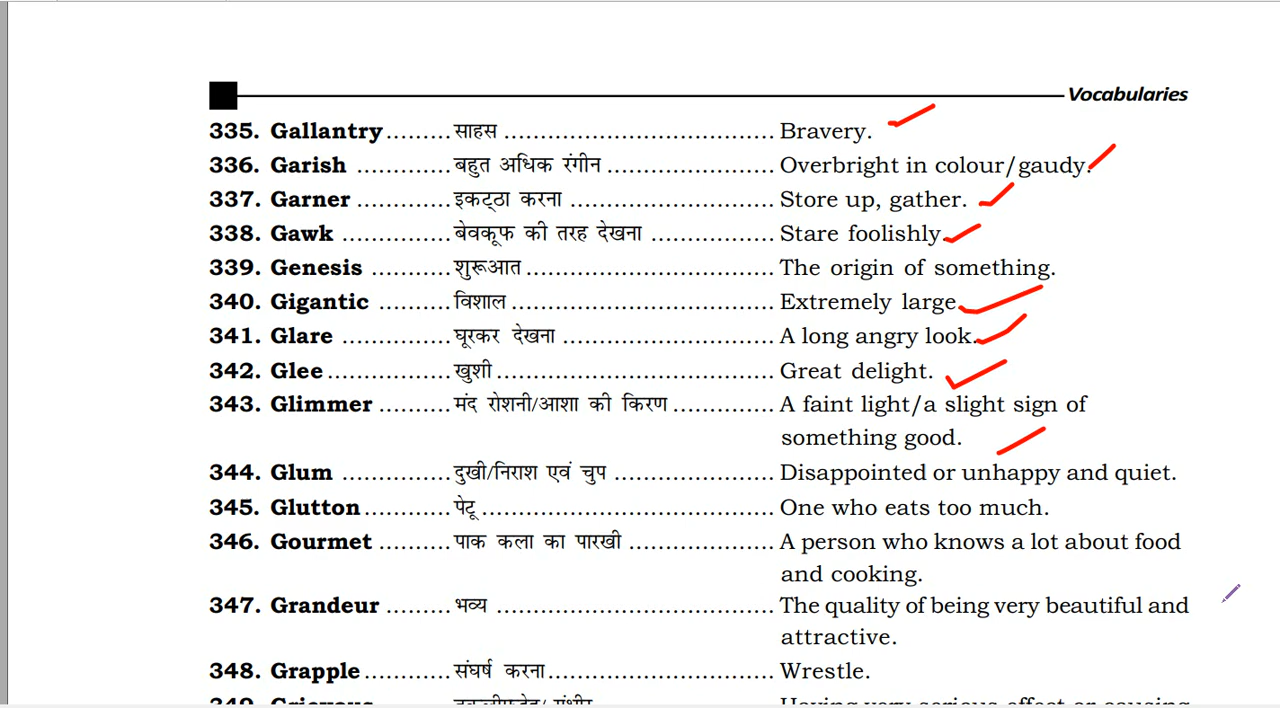 Vocabularies
335. Gallantry ......... साहस ................................. Bravery.
336. Garish ............. बहुत अधिक रंगीन ....................... Overbright in colour/gaudy.
337. Garner ............. इकट्ठा करना ............................ Store up, gather.
338. Gawk ............... बेवकूफ की तरह देखना ................. Stare foolishly.
339. Genesis ........... शुरूआत .................................. The origin of something.
340. Gigantic .......... विशाल .................................... Extremely large.
341. Glare ............... घूरकर देखना ............................. A long angry look.
342. Glee ................. खुशी ...................................... Great delight.
343. Glimmer .......... मंद रोशनी/आशा की किरण .............. A faint light/a slight sign of
something good.
344. Glum ............... दुखी/निराश एवं चुप ...................... Disappointed or unhappy and quiet.
345. Glutton ............ पेटू ........................................ One who eats too much.
346. Gourmet .......... पाक कला का पारखी .................... A person who knows a lot about food
and cooking.
347. Grandeur ......... भव्य ...................................... The quality of being very beautiful and
attractive.
348. Grapple ............ संघर्ष करना ............................... Wrestle.